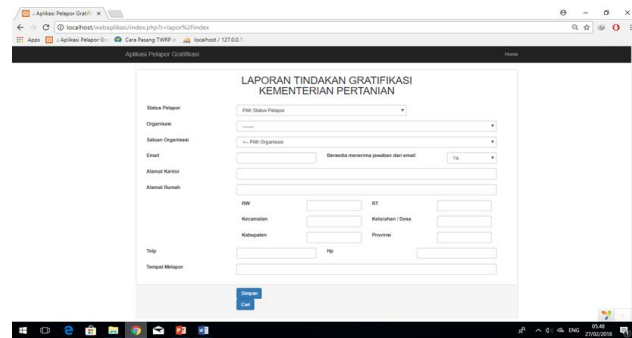 Aplikasi Pelapor Gratifi
localhost/webaplikasi/index.php?r=lapor%2Findex
Apps Aplikasi Pelapor Gr Cara Pasang TWRP d localhost / 127.0.0.1
Aplikasi Pelapor Gratifikasi Home
LAPORAN TINDAKAN GRATIFIKASI
KEMENTERIAN PERTANIAN
Status Pelapor Pilih Status Pelapor
Organisasi --------
Satuan Organisasi <-- Pilih Organisasi
Email Bersedia menerima jawaban dari email Ya
Alamat Kantor
Alamat Rumah
RW RT
Kecamatan Kelurahan / Desa
Kabupaten Provinsi
Telp Hp
Tempat Melapor
Simpan
Cari
ENG 05.48
27/02/2018